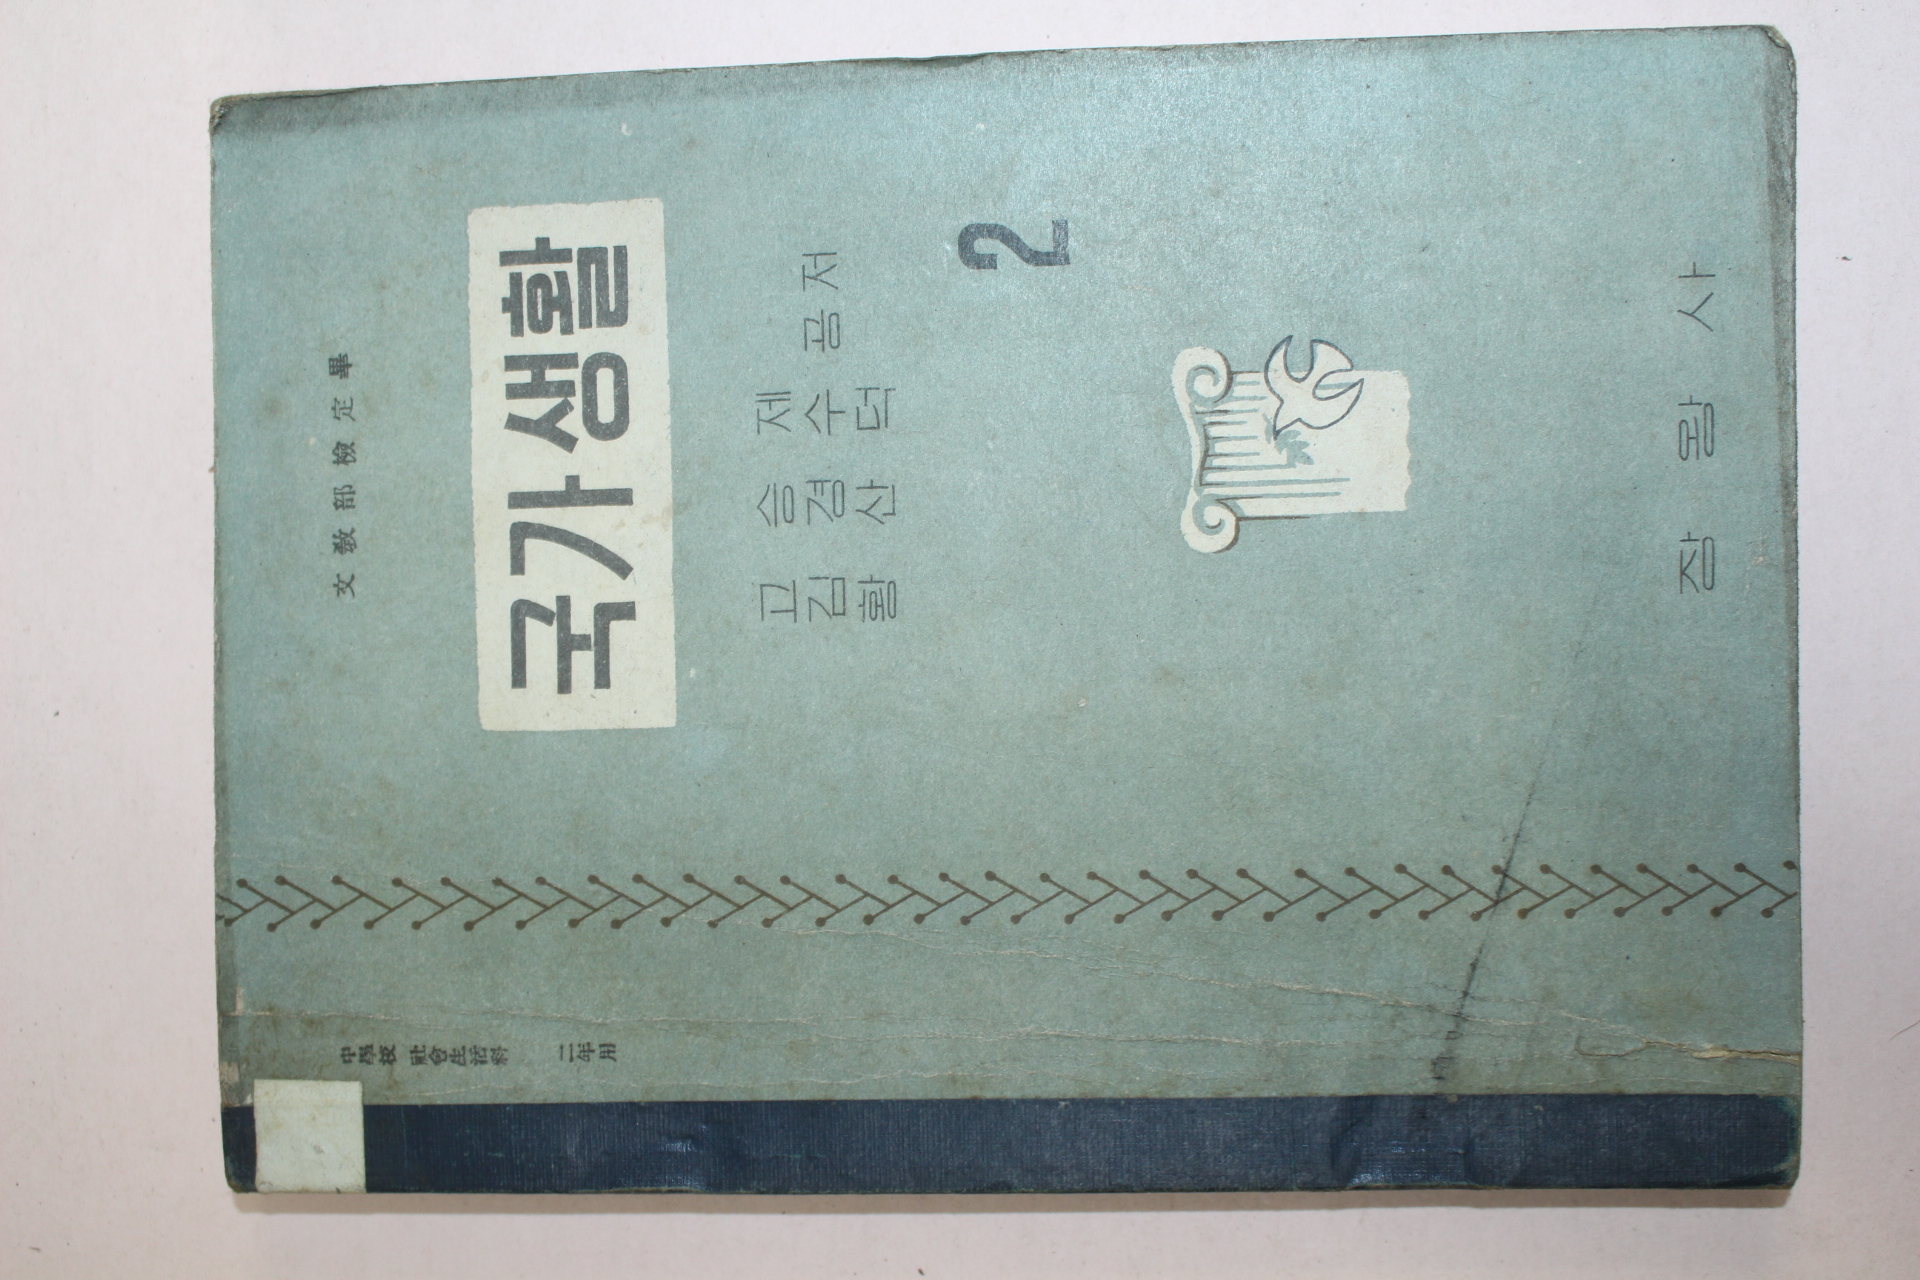 文敎部檢定畢
국가생활
고승제
김경수 공저
황산덕
2
장왕사
中學校 社會生活科 二年用